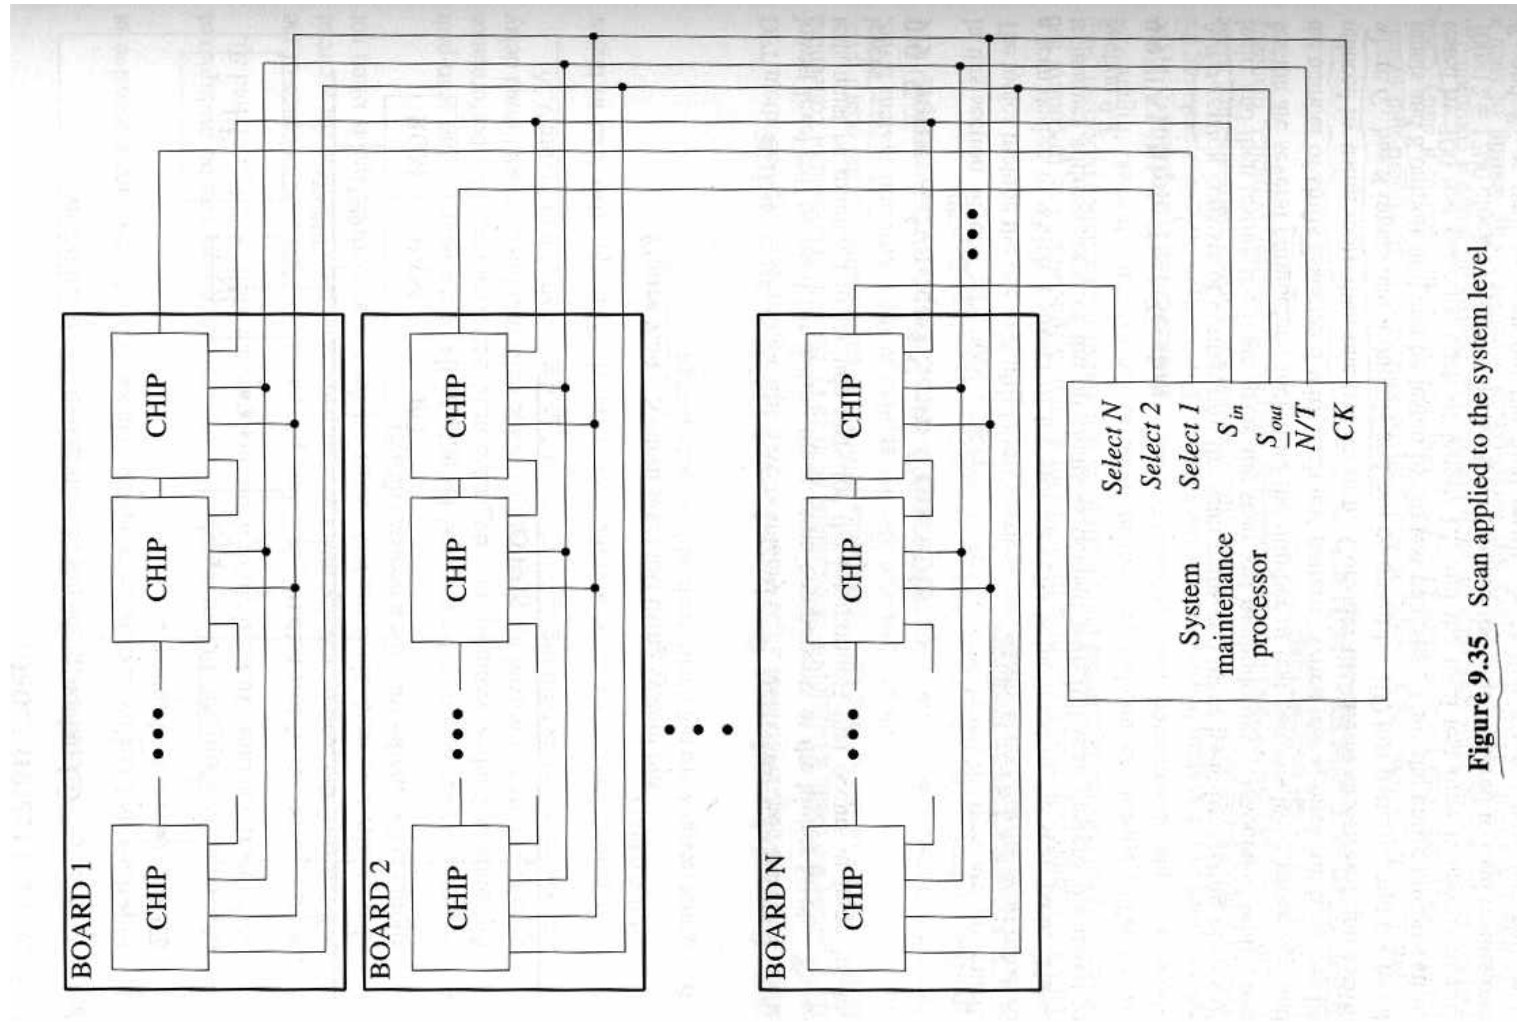 BOARD 1
CHIP
CHIP
CHIP
BOARD 2
CHIP
CHIP
CHIP
BOARD N
CHIP
CHIP
CHIP
Select N
Select 2
Select 1
S_in
S_out
N/T
CK
System
maintenance
processor
Figure 9.35 Scan applied to the system level